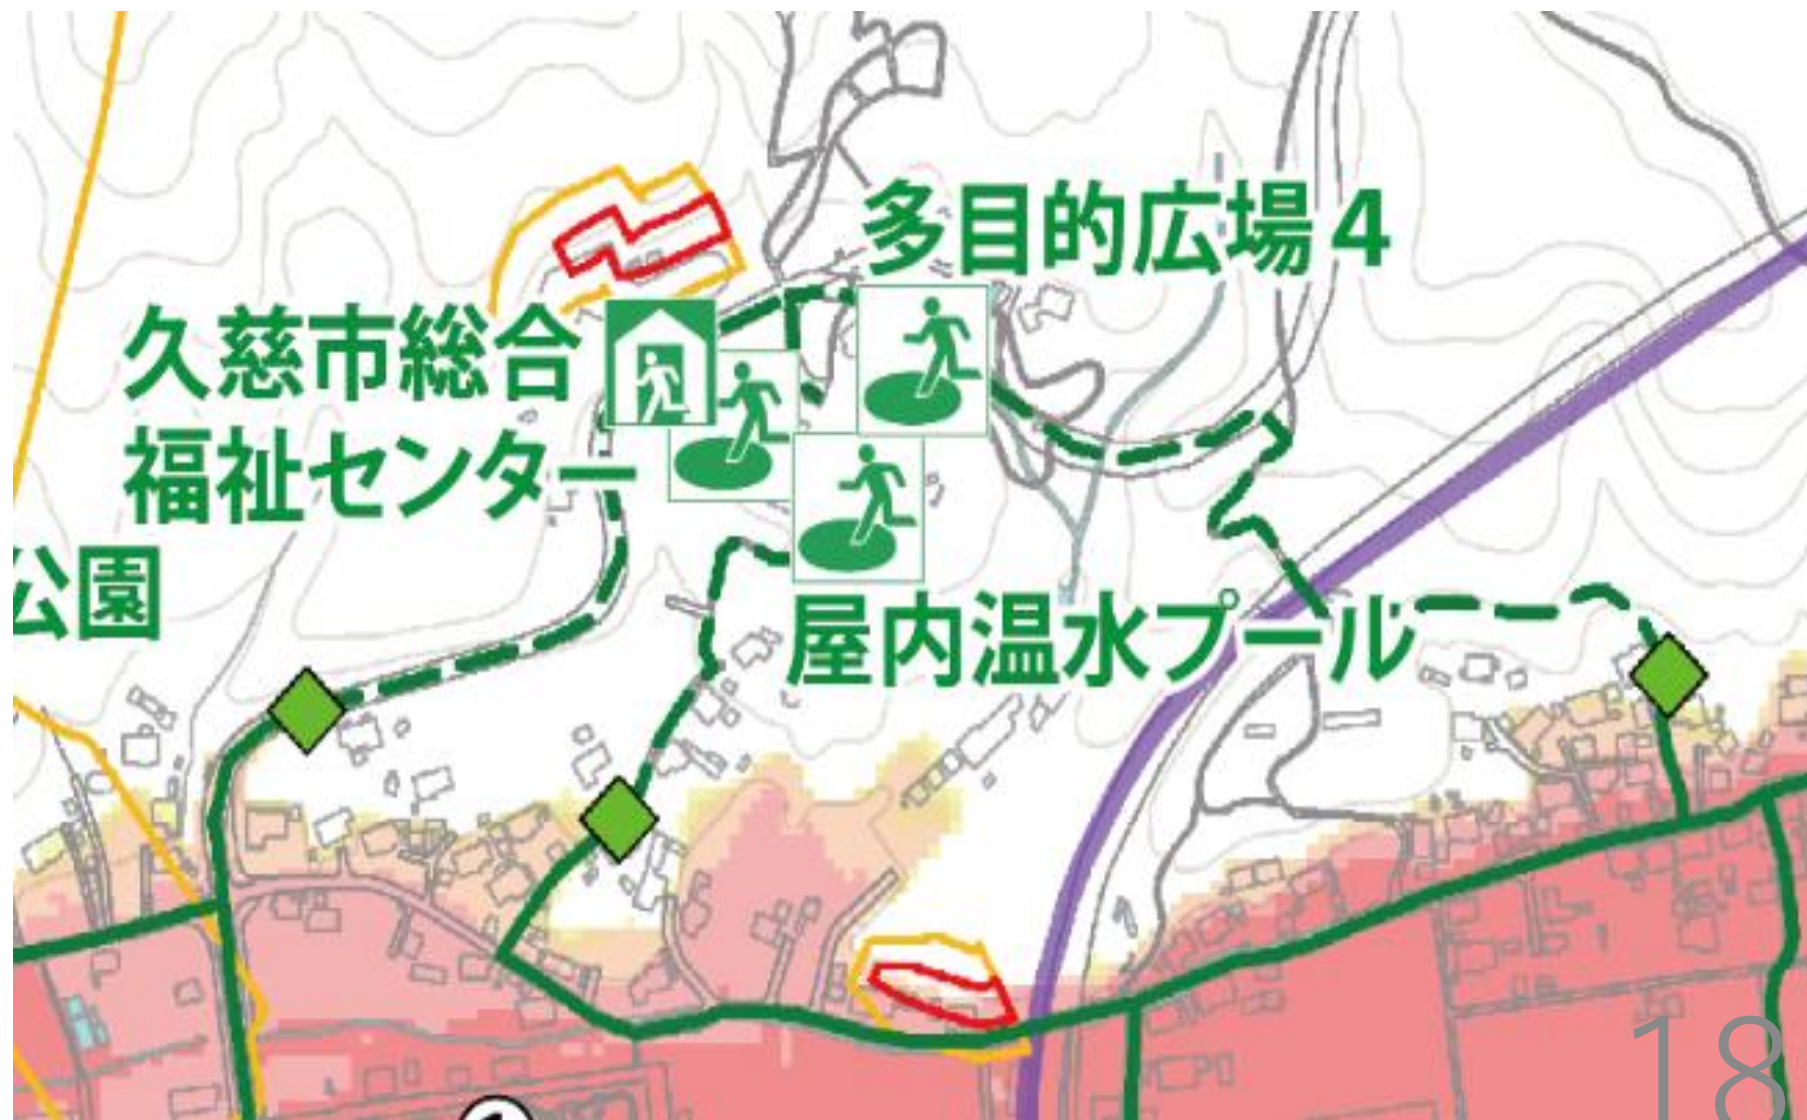 多目的広場4
久慈市総合
福祉センター
公園
屋内温水プール
18